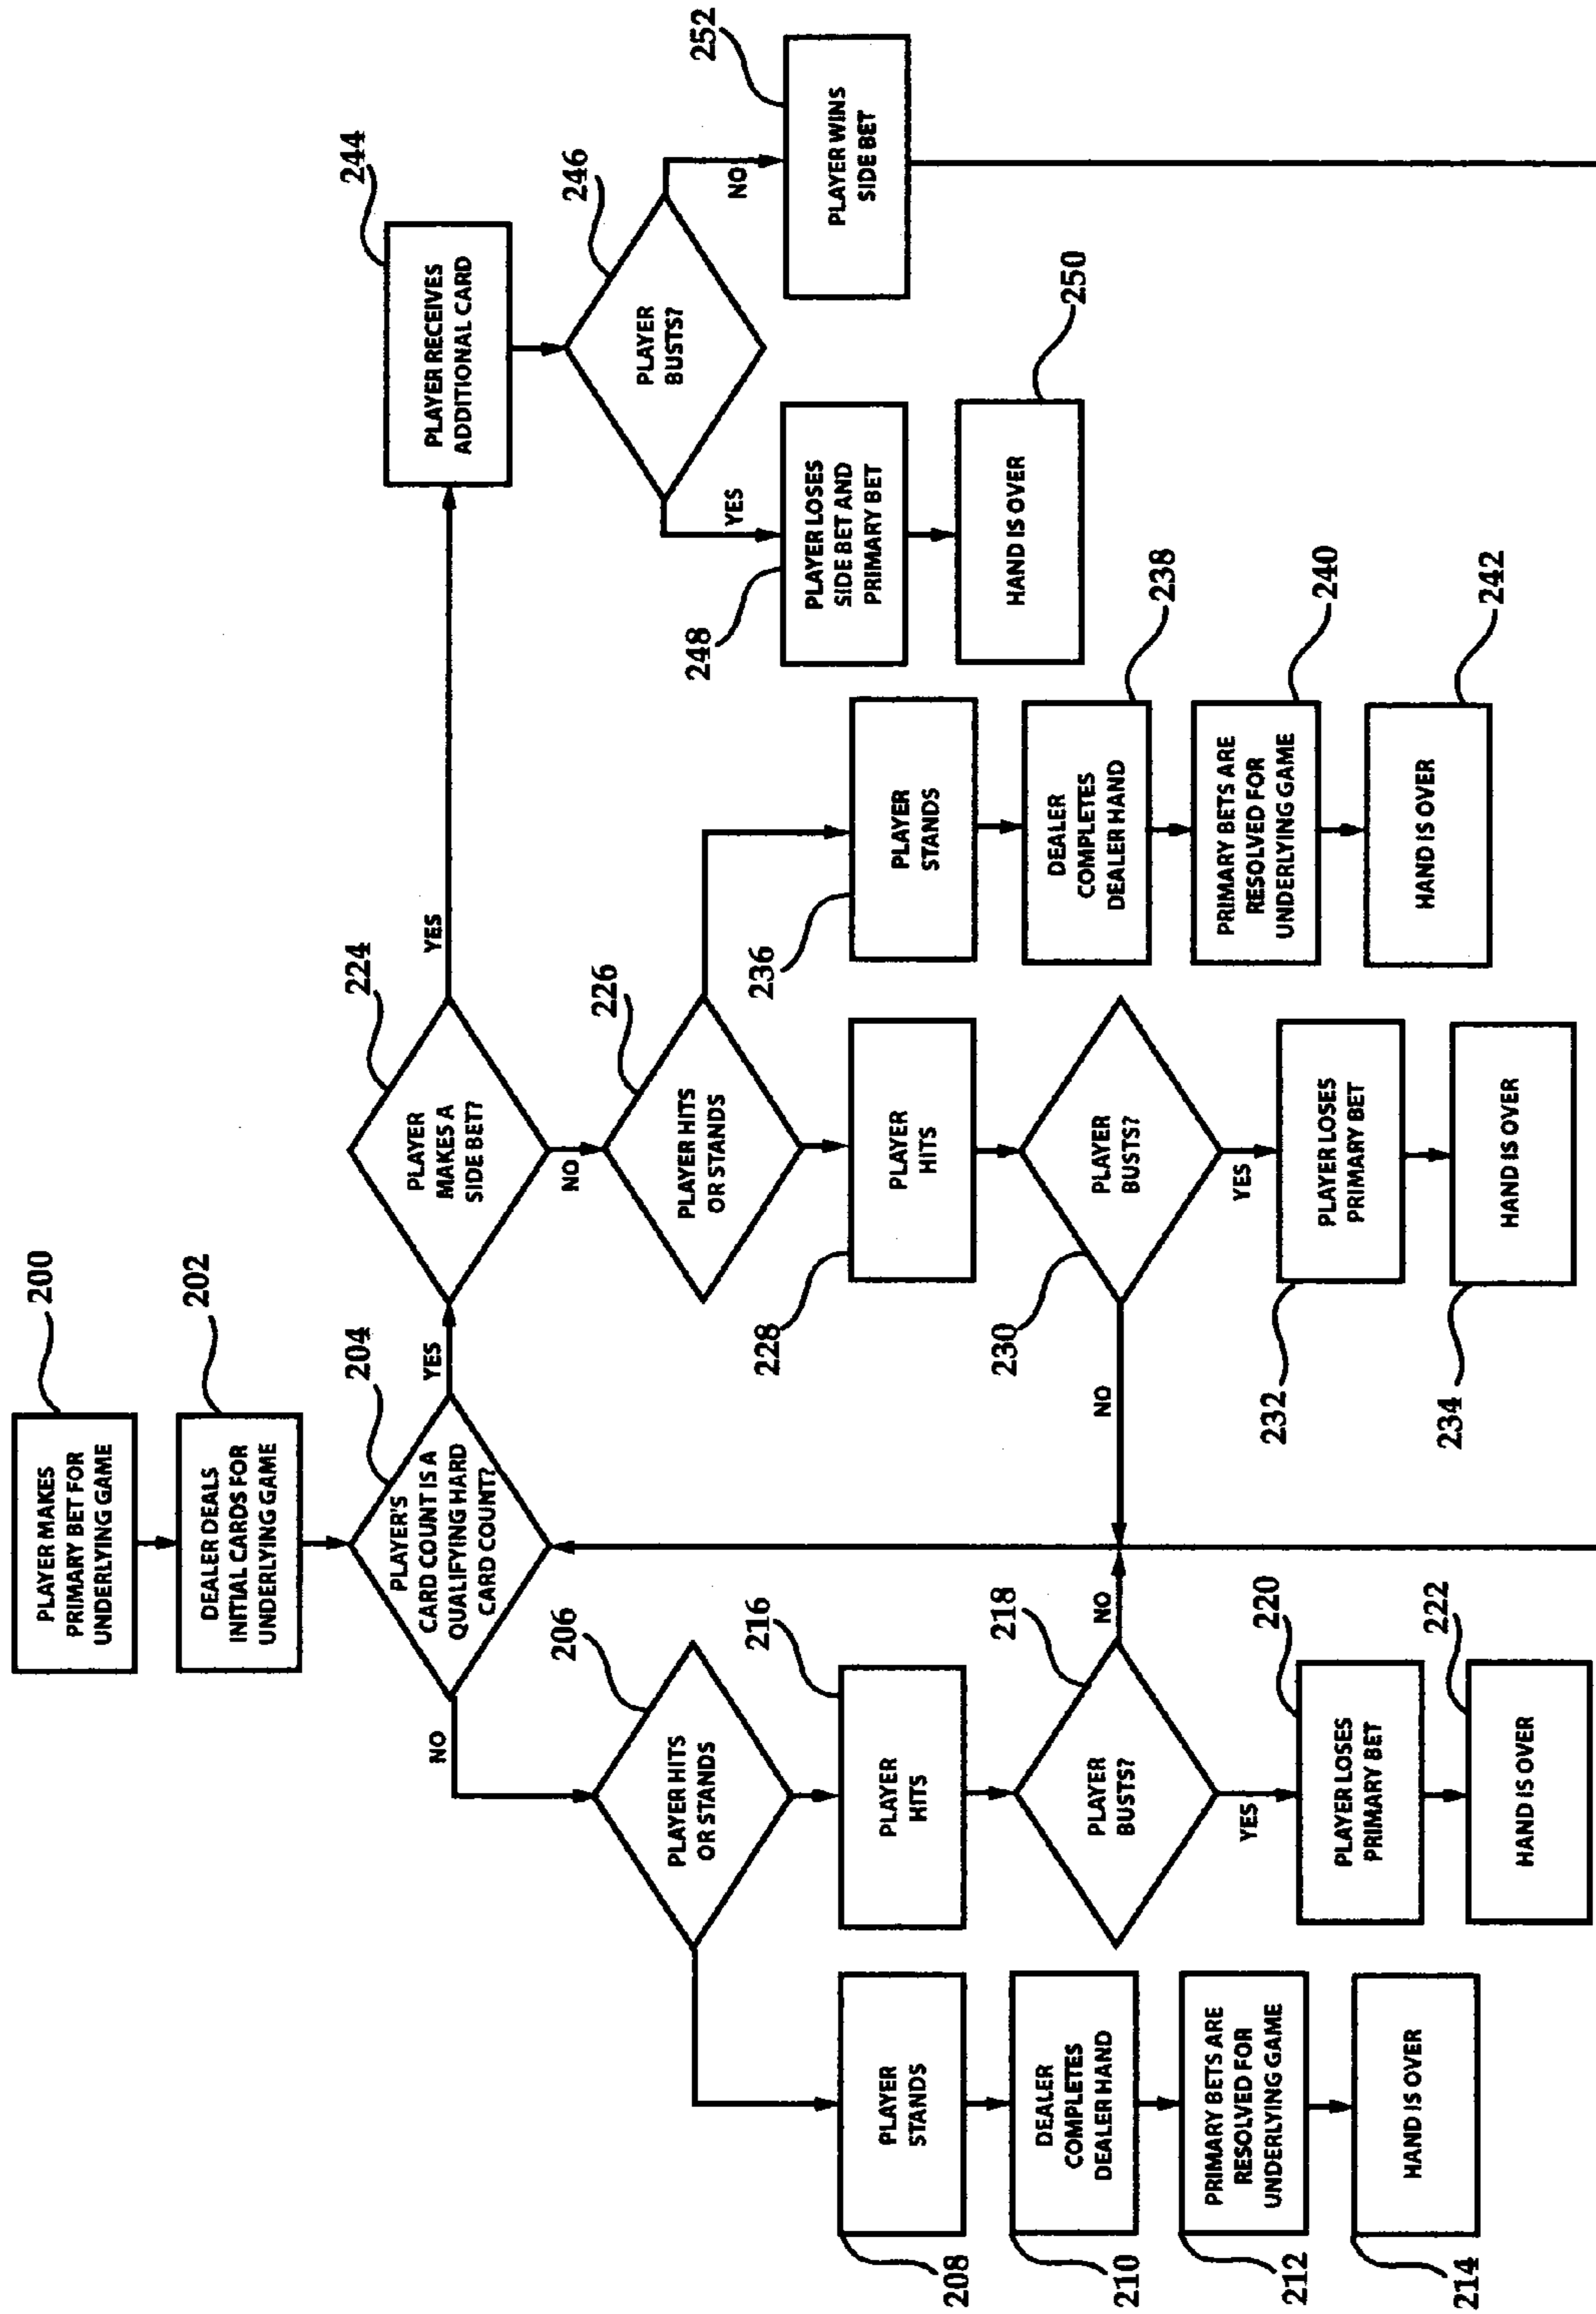 PLAYER MAKES
PRIMARY BET FOR
UNDERLYING GAME
200
DEALER DEALS
INITIAL CARDS FOR
UNDERLYING GAME
202
PLAYER'S
CARD COUNT IS A
QUALIFYING HARD
CARD COUNT?
204
NO
YES
PLAYER HITS
OR STANDS
206
PLAYER
STANDS
208
DEALER
COMPLETES
DEALER HAND
210
PRIMARY BETS ARE
RESOLVED FOR
UNDERLYING GAME
212
HAND IS OVER
214
PLAYER
HITS
216
PLAYER
BUSTS?
218
NO
YES
PLAYER LOSES
PRIMARY BET
220
HAND IS OVER
222
PLAYER
MAKES A
SIDE BET?
224
YES
NO
PLAYER HITS
OR STANDS
226
PLAYER
HITS
228
PLAYER
BUSTS?
230
NO
YES
PLAYER LOSES
PRIMARY BET
232
HAND IS OVER
234
PLAYER
STANDS
236
DEALER
COMPLETES
DEALER HAND
238
PRIMARY BETS ARE
RESOLVED FOR
UNDERLYING GAME
240
HAND IS OVER
242
PLAYER RECEIVES
ADDITIONAL CARD
244
PLAYER
BUSTS?
246
YES
NO
PLAYER LOSES
SIDE BET AND
PRIMARY BET
248
HAND IS OVER
250
PLAYER WINS
SIDE BET
252